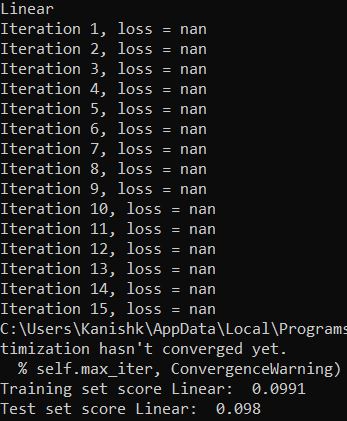 Linear
Iteration 1, loss = nan
Iteration 2, loss = nan
Iteration 3, loss = nan
Iteration 4, loss = nan
Iteration 5, loss = nan
Iteration 6, loss = nan
Iteration 7, loss = nan
Iteration 8, loss = nan
Iteration 9, loss = nan
Iteration 10, loss = nan
Iteration 11, loss = nan
Iteration 12, loss = nan
Iteration 13, loss = nan
Iteration 14, loss = nan
Iteration 15, loss = nan
C:\Users\Kanishk\AppData\Local\Programs
timization hasn't converged yet.
  % self.max_iter, ConvergenceWarning)
Training set score Linear:  0.0991
Test set score Linear:  0.098